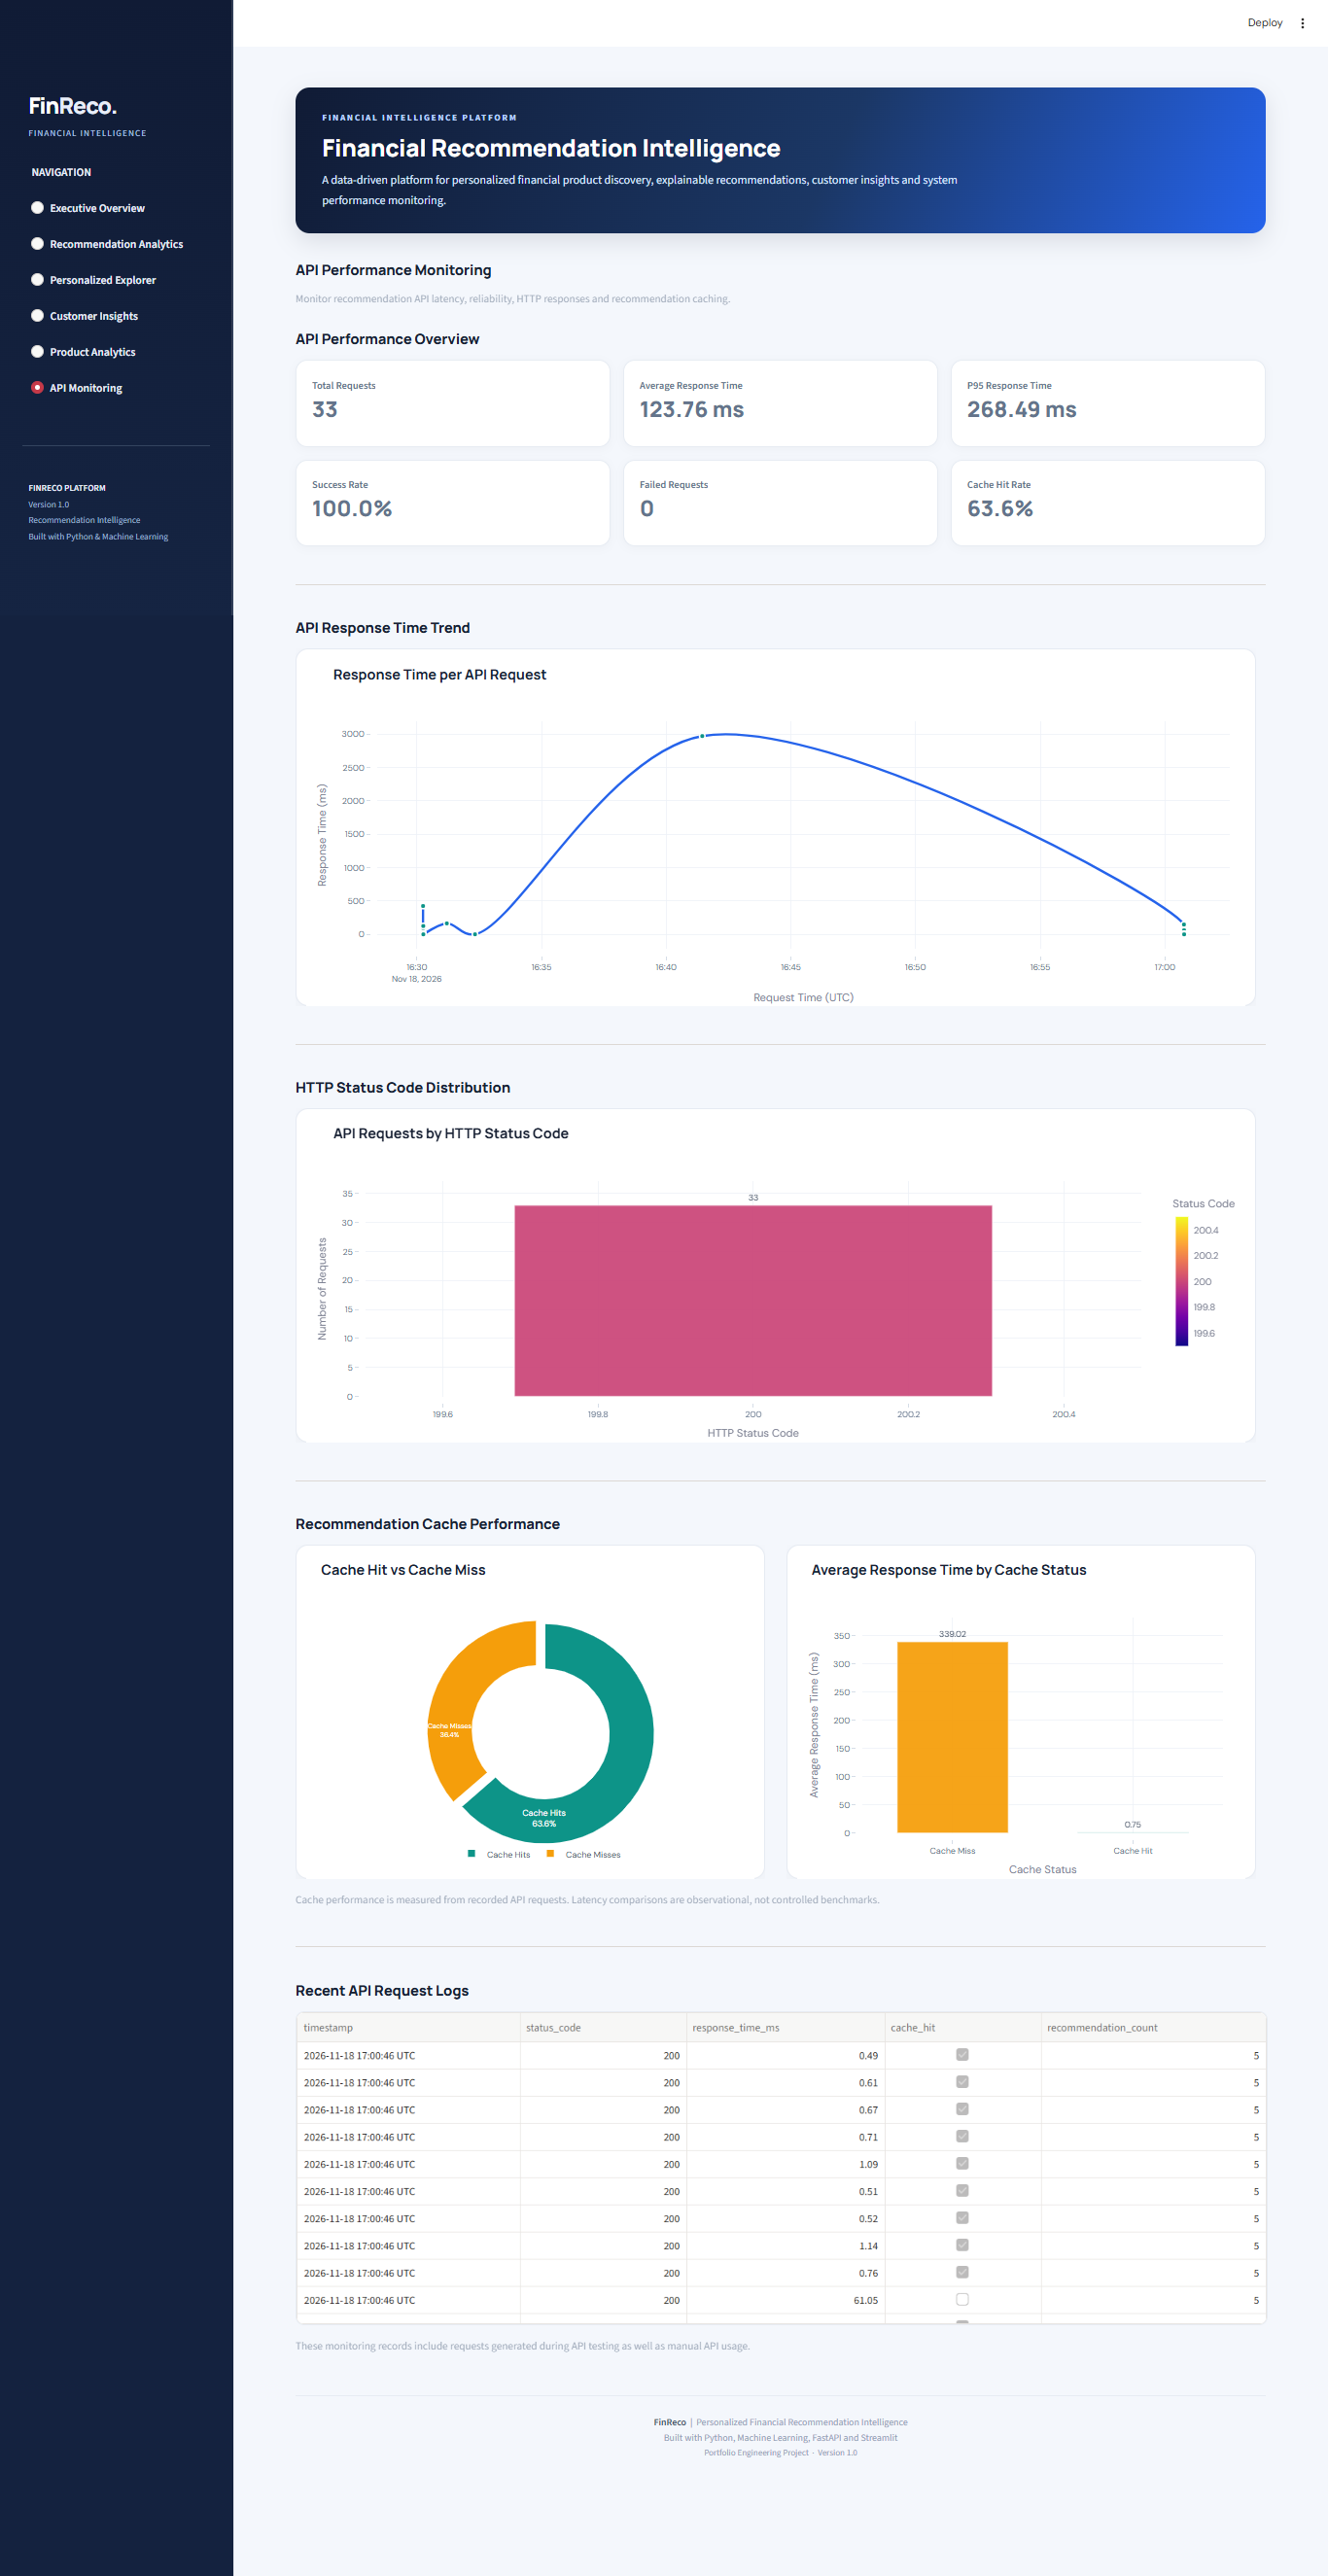 Deploy
FinReco.
FINANCIAL INTELLIGENCE
NAVIGATION
Executive Overview
Recommendation Analytics
Personalized Explorer
Customer Insights
Product Analytics
API Monitoring
FINRECO PLATFORM
Version 1.0
Recommendation Intelligence
Built with Python & Machine Learning
FINANCIAL INTELLIGENCE PLATFORM
Financial Recommendation Intelligence
A data-driven platform for personalized financial product discovery, explainable recommendations, customer insights and system
performance monitoring.
API Performance Monitoring
Monitor recommendation API latency, reliability, HTTP responses and recommendation caching.
API Performance Overview
Total Requests
33
Average Response Time
123.76 ms
P95 Response Time
268.49 ms
Success Rate
100.0%
Failed Requests
0
Cache Hit Rate
63.6%
API Response Time Trend
Response Time per API Request
Response Time (ms)
3000
2500
2000
1500
1000
500
0
16:30 16:35 16:40 16:45 16:50 16:55 17:00
Nov 18, 2026
Request Time (UTC)
HTTP Status Code Distribution
API Requests by HTTP Status Code
Number of Requests
35
30
25
20
15
10
5
0
33
199.6 199.8 200 200.2 200.4
HTTP Status Code
Status Code
200.4
200.2
200
199.8
199.6
Recommendation Cache Performance
Cache Hit vs Cache Miss
Cache Misses
36.4%
Cache Hits
63.6%
Cache Hits Cache Misses
Average Response Time by Cache Status
Average Response Time (ms)
350
300
250
200
150
100
50
0
339.02
0.75
Cache Miss Cache Hit
Cache Status
Cache performance is measured from recorded API requests. Latency comparisons are observational, not controlled benchmarks.
Recent API Request Logs
timestamp status_code response_time_ms cache_hit recommendation_count
2026-11-18 17:00:46 UTC 200 0.49 5
2026-11-18 17:00:46 UTC 200 0.61 5
2026-11-18 17:00:46 UTC 200 0.67 5
2026-11-18 17:00:46 UTC 200 0.71 5
2026-11-18 17:00:46 UTC 200 1.09 5
2026-11-18 17:00:46 UTC 200 0.51 5
2026-11-18 17:00:46 UTC 200 0.52 5
2026-11-18 17:00:46 UTC 200 1.14 5
2026-11-18 17:00:46 UTC 200 0.76 5
2026-11-18 17:00:46 UTC 200 61.05 5
These monitoring records include requests generated during API testing as well as manual API usage.
FinReco | Personalized Financial Recommendation Intelligence
Built with Python, Machine Learning, FastAPI and Streamlit
Portfolio Engineering Project · Version 1.0